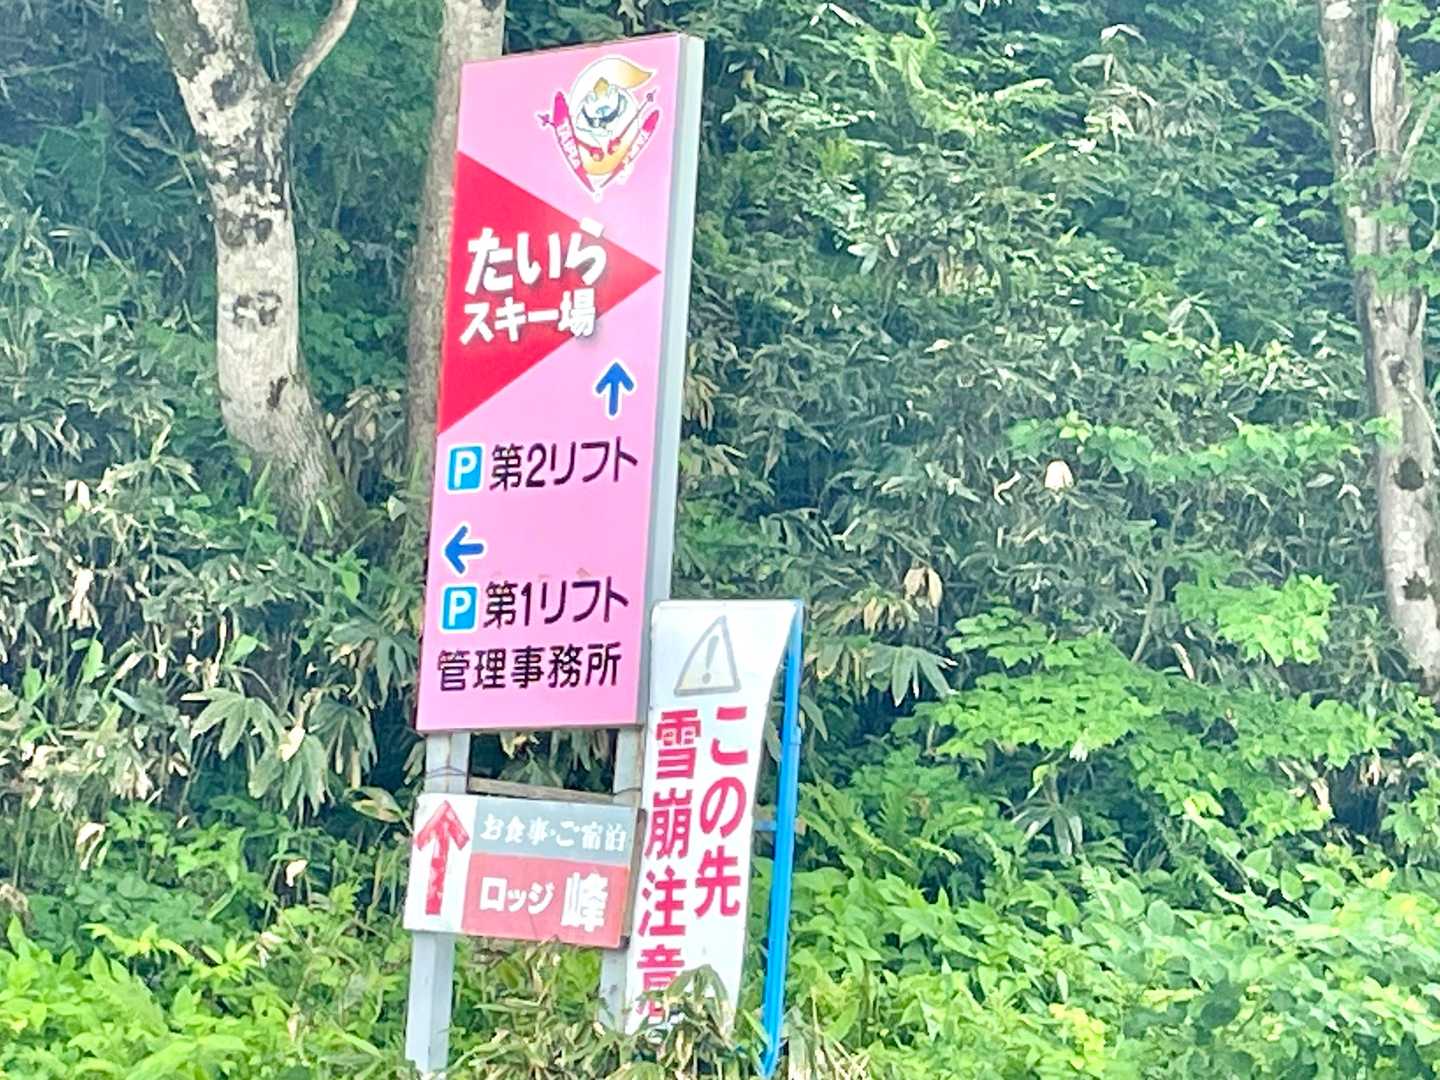 TAIRA
たいら
スキー場
P 第2リフト
P 第1リフト
管理事務所
お食事・ご宿泊
ロッジ 峰
この先
雪崩注意